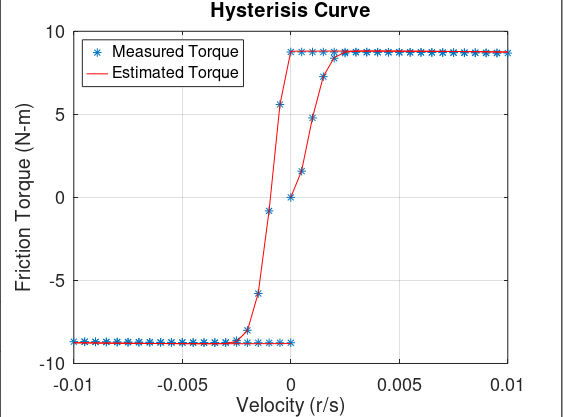 Hysterisis Curve
Measured Torque
Estimated Torque
Friction Torque (N-m)
10
5
0
-5
-10
-0.01 -0.005 0 0.005 0.01
Velocity (r/s)